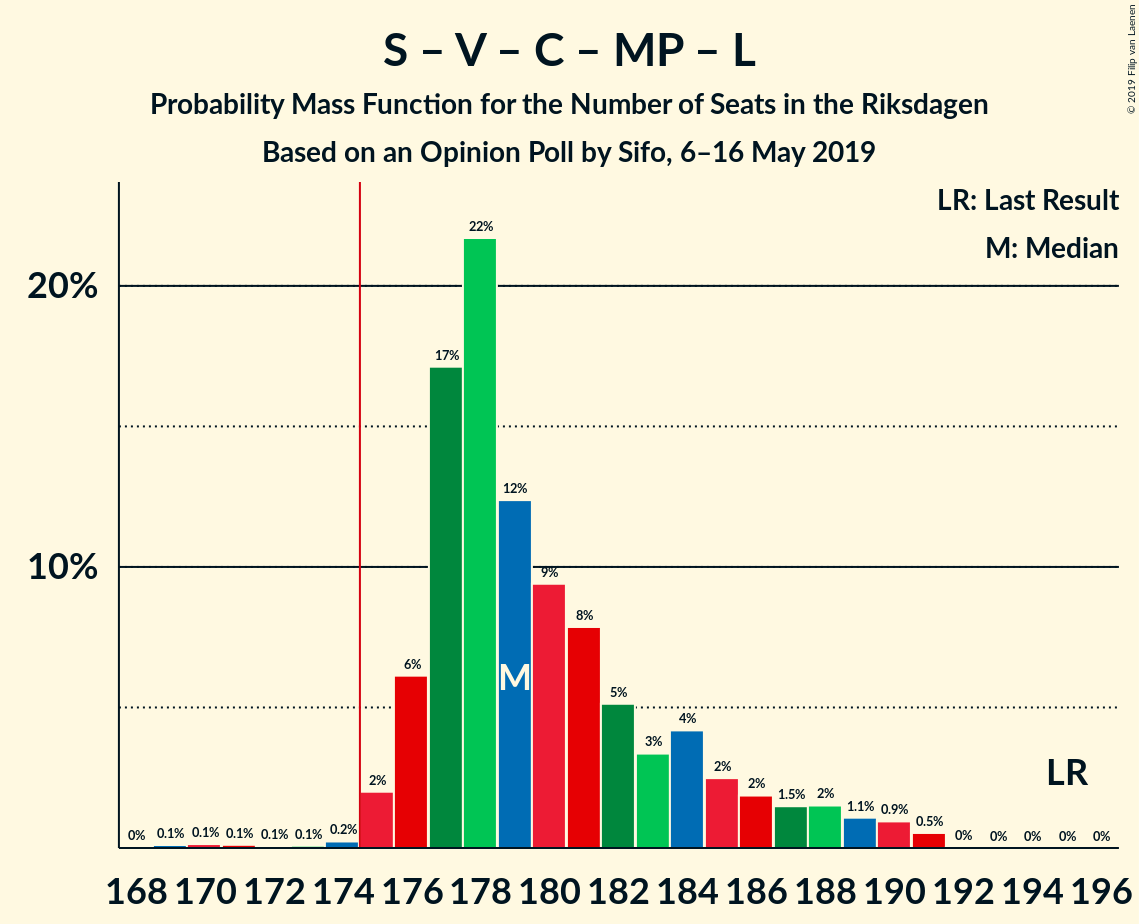 S – V – C – MP – L
Probability Mass Function for the Number of Seats in the Riksdagen
Based on an Opinion Poll by Sifo, 6–16 May 2019
© 2019 Filip van Laenen
LR: Last Result
M: Median
20%
10%
0% 0.1% 0.1% 0.1% 0.1% 0.1% 0.2% 2% 6% 17% 22% 12% 9% 8% 5% 3% 4% 2% 2% 1.5% 2% 1.1% 0.9% 0.5% 0% 0% 0% 0% 0%
M
LR
168 170 172 174 176 178 180 182 184 186 188 190 192 194 196